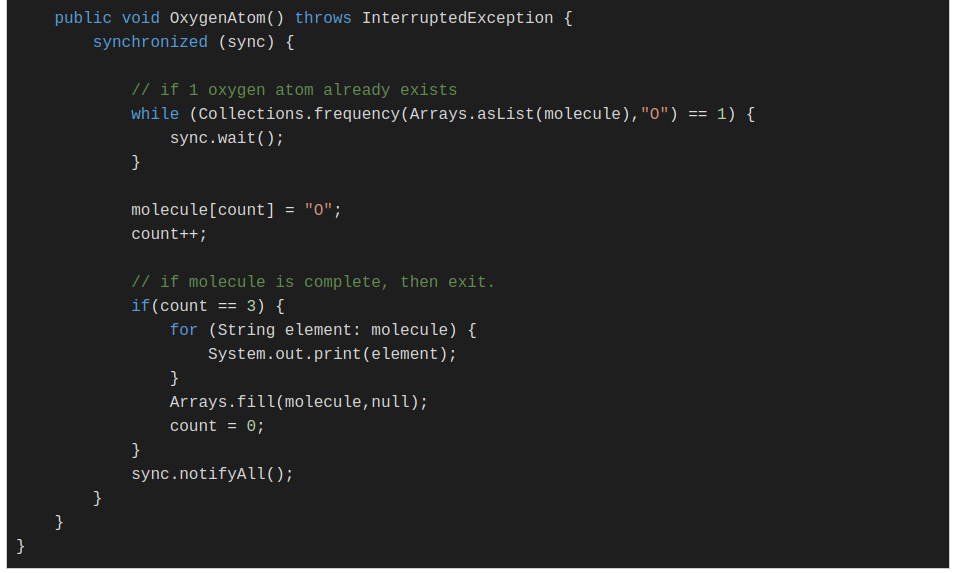 public void OxygenAtom() throws InterruptedException {
synchronized (sync) {
// if 1 oxygen atom already exists
while (Collections.frequency(Arrays.asList(molecule),"O") == 1) {
sync.wait();
}
molecule[count] = "O";
count++;
// if molecule is complete, then exit.
if(count == 3) {
for (String element: molecule) {
System.out.print(element);
}
Arrays.fill(molecule,null);
count = 0;
}
sync.notifyAll();
}
}
}